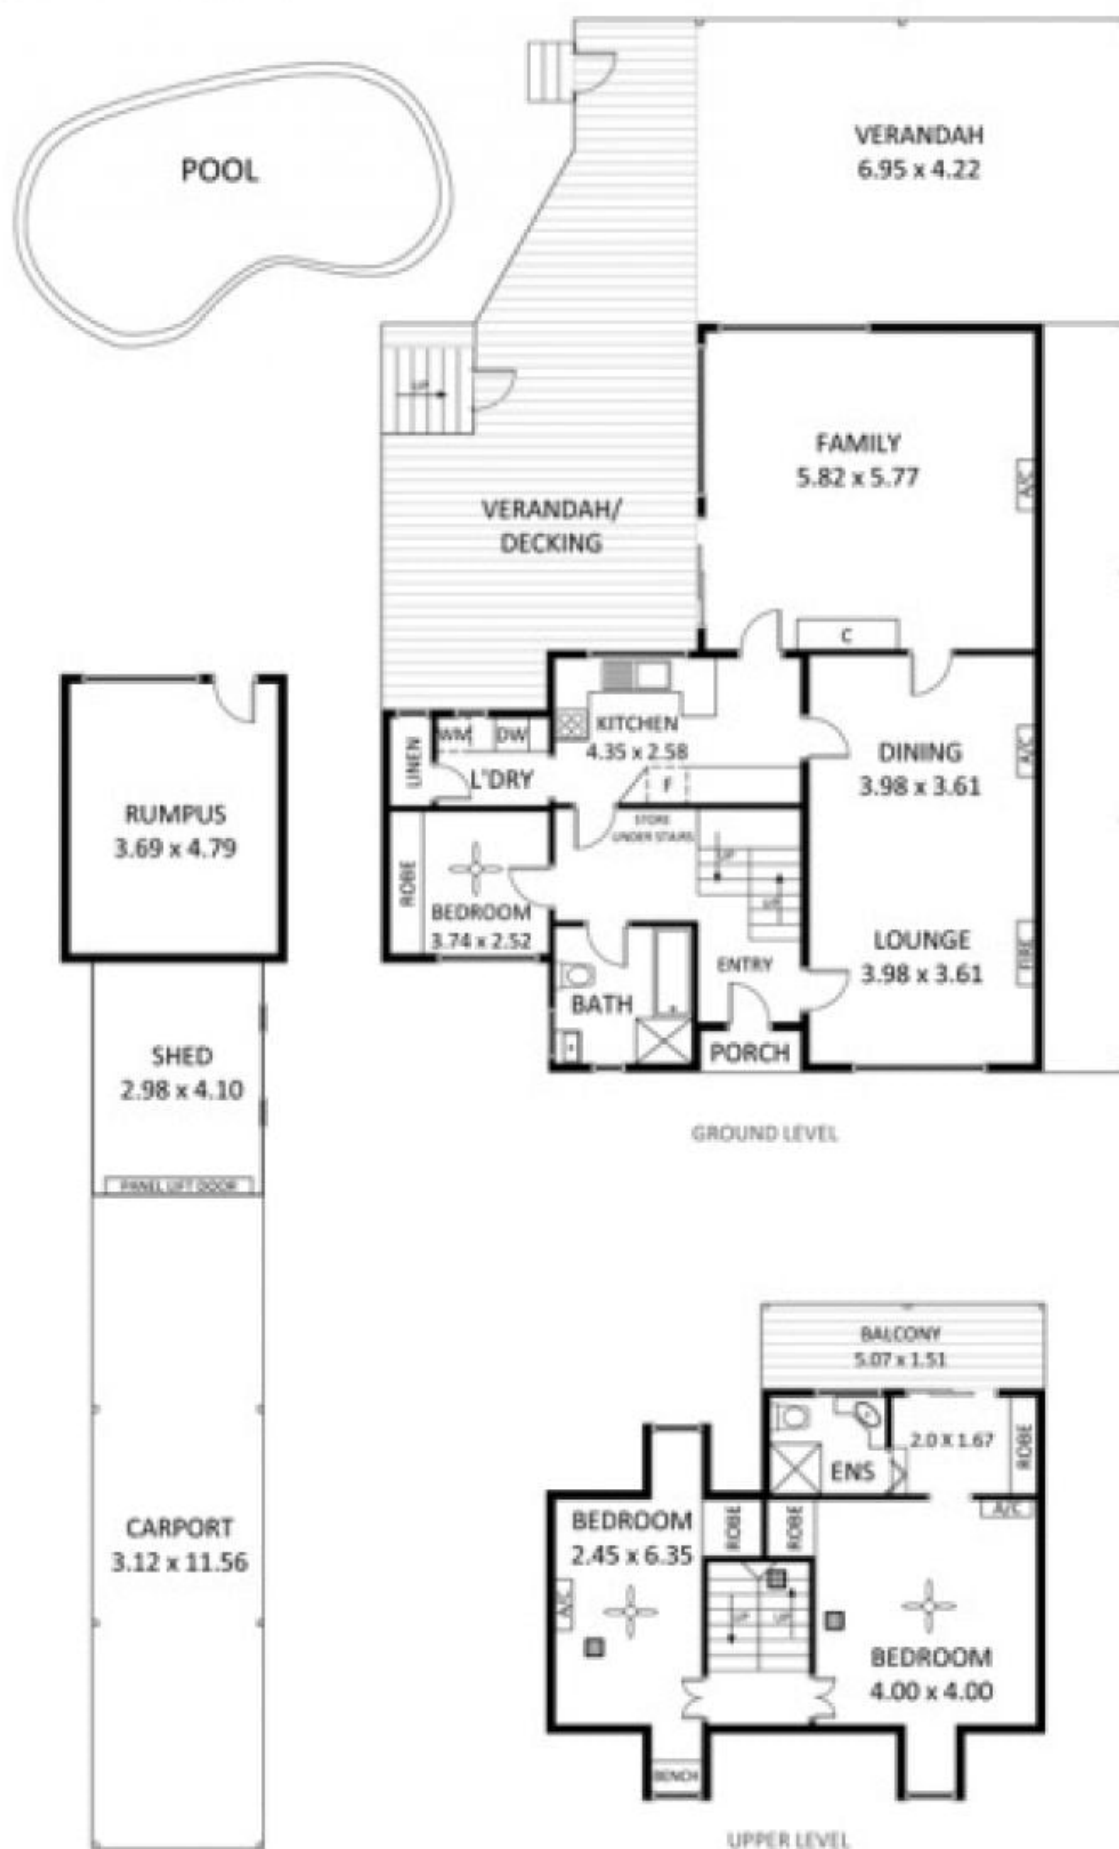 POOL
VERANDAH
6.95 x 4.22
UP
FAMILY
5.82 x 5.77
A/C
VERANDAH/
DECKING
C
KITCHEN
4.35 x 2.58
WM
DW
LINEN
L'DRY
F
DINING
3.98 x 3.61
A/C
STORE
UNDER STAIRS
UP
UP
ROBE
BEDROOM
3.74 x 2.52
LOUNGE
3.98 x 3.61
FIRE
ENTRY
BATH
PORCH
GROUND LEVEL
RUMPUS
3.69 x 4.79
SHED
2.98 x 4.10
PANEL LIFT DOOR
CARPORT
3.12 x 11.56
BALCONY
5.07 x 1.51
2.0 X 1.67
ROBE
ENS
A/C
BEDROOM
2.45 x 6.35
ROBE
ROBE
A/C
UP
UP
BEDROOM
4.00 x 4.00
BENCH
UPPER LEVEL